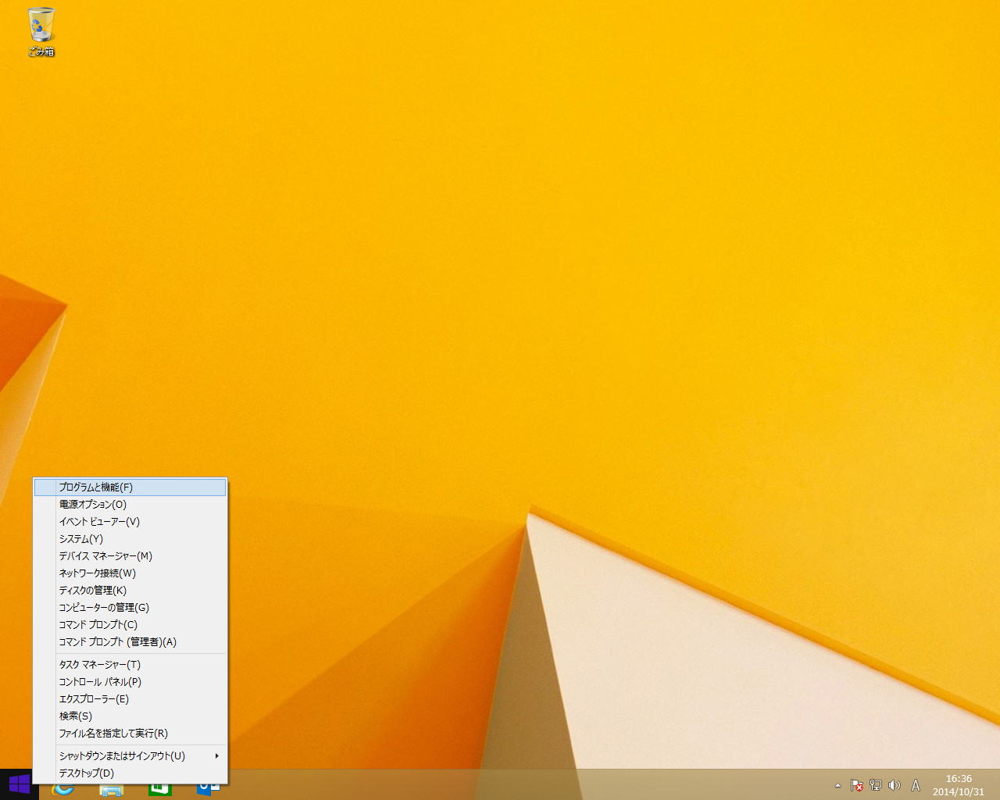 ごみ箱
プログラムと機能(F)
電源オプション(O)
イベント ビューアー(V)
システム(Y)
デバイス マネージャー(M)
ネットワーク接続(W)
ディスクの管理(K)
コンピューターの管理(G)
コマンド プロンプト(C)
コマンド プロンプト (管理者)(A)
タスク マネージャー(T)
コントロール パネル(P)
エクスプローラー(E)
検索(S)
ファイル名を指定して実行(R)
シャットダウンまたはサインアウト(U)
デスクトップ(D)
A
16:36
2014/10/31